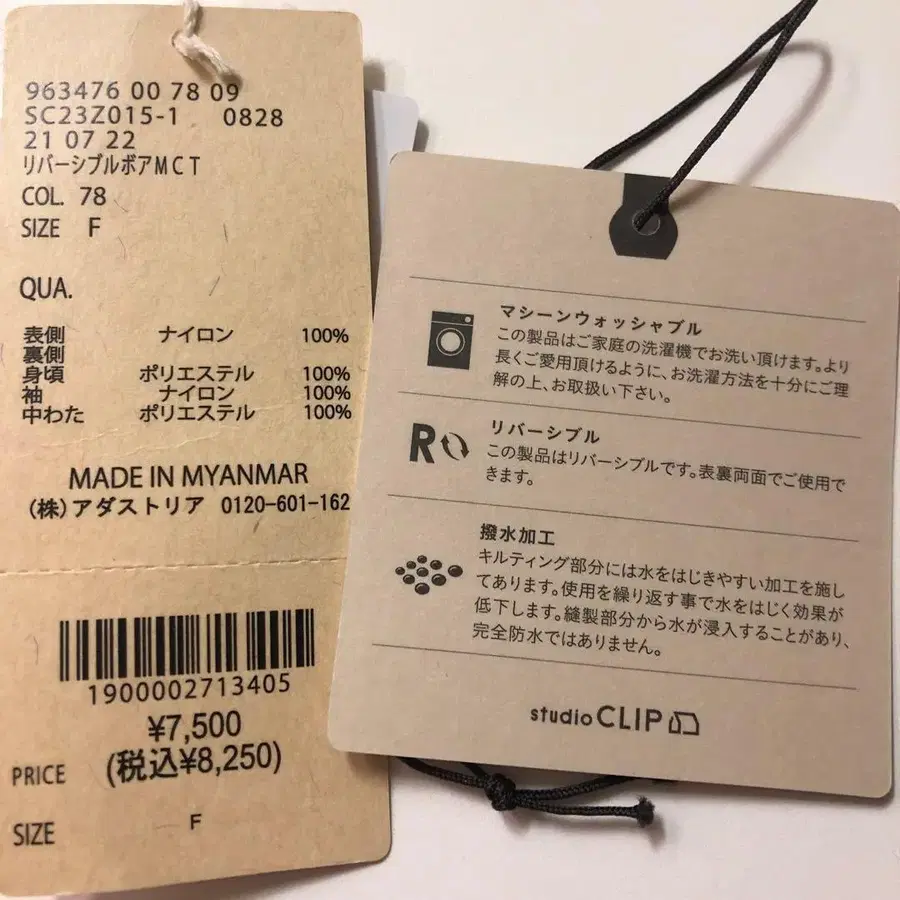 963476 00 78 09
SC23Z015-1 0828
21 07 22
リバーシブルボアMCT
COL. 78
SIZE F
QUA.
表側 ナイロン 100%
裏側
身頃 ポリエステル 100%
袖 ナイロン 100%
中わた ポリエステル 100%
MADE IN MYANMAR
(株)アダストリア 0120-601-162
1900002713405
¥7,500
PRICE (税込¥8,250)
SIZE F
マシーンウォッシャブル
この製品はご家庭の洗濯機でお洗い頂けます。より
長くご愛用頂けるように、お洗濯方法を十分にご理
解の上、お取扱い下さい。
R
リバーシブル
この製品はリバーシブルです。表裏両面でご使用で
きます。
撥水加工
キルティング部分には水をはじきやすい加工を施し
てあります。使用を繰り返す事で水をはじく効果が
低下します。縫製部分から水が浸入することがあり、
完全防水ではありません。
studio CLIP